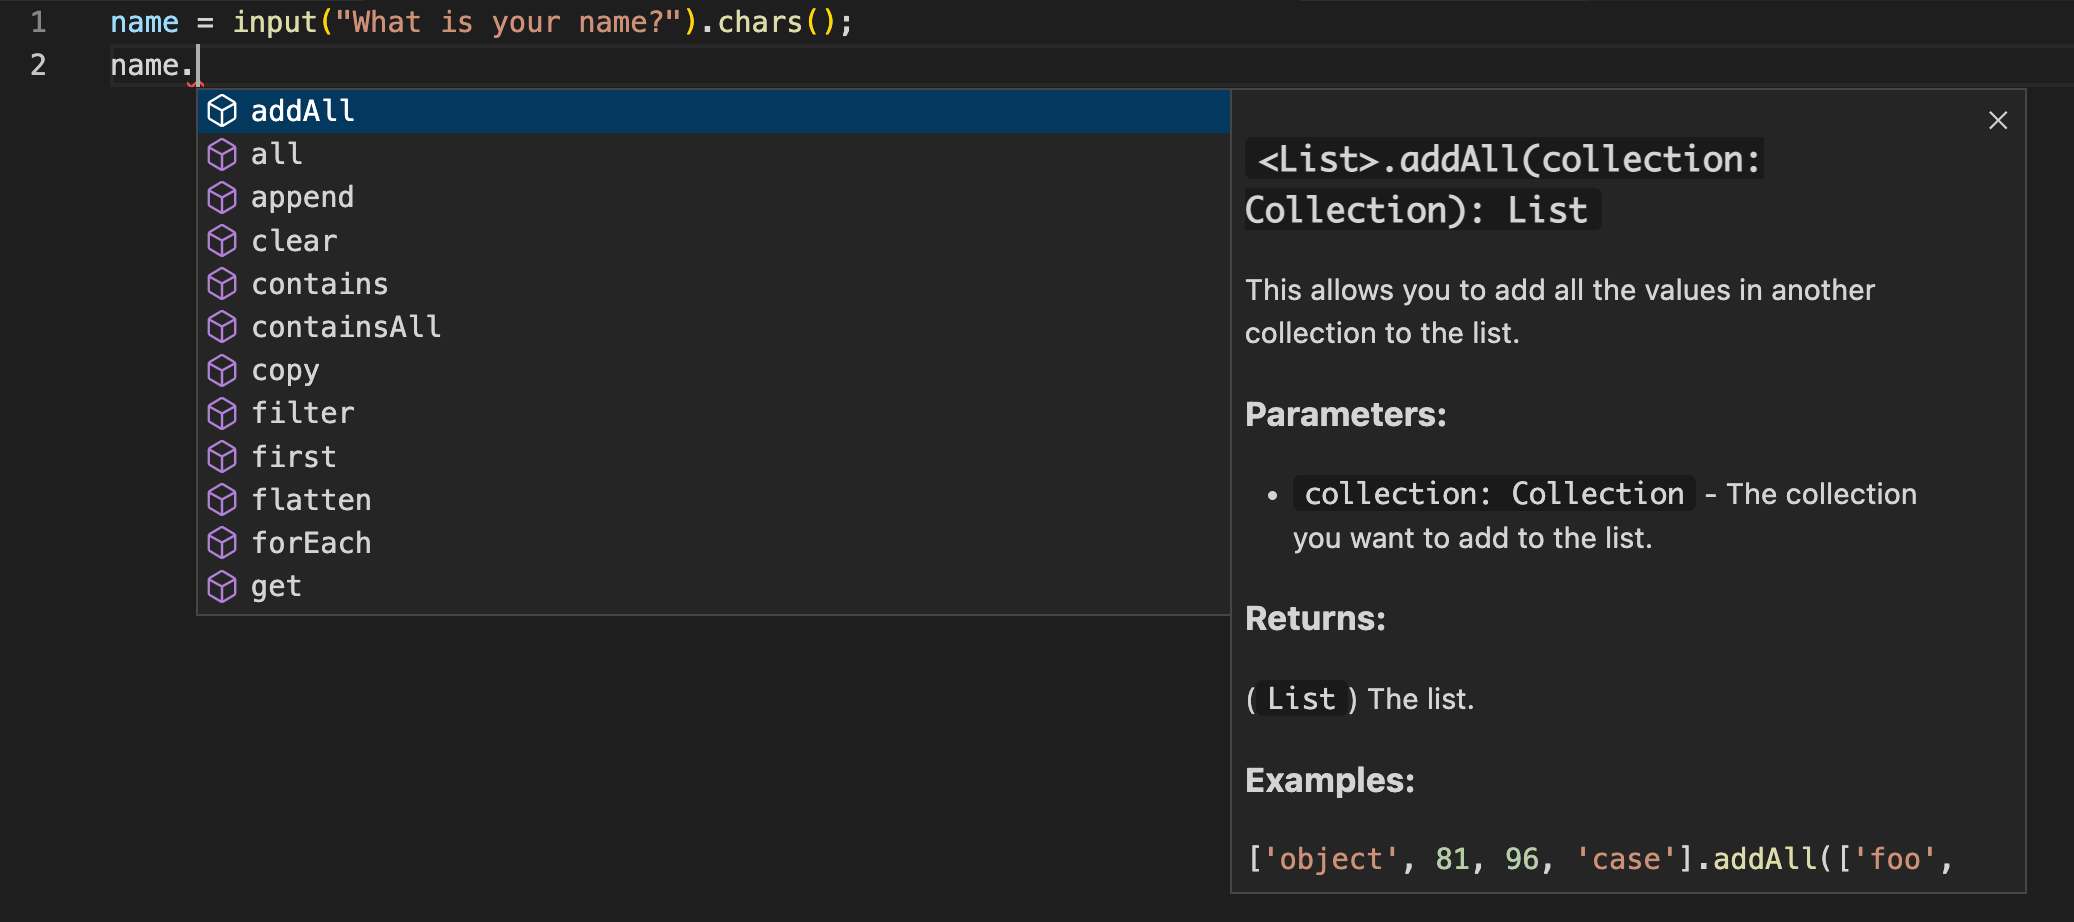 1 name = input("What is your name?").chars();
2 name.
addAll
all
append
clear
contains
containsAll
copy
filter
first
flatten
forEach
get
<List>.addAll(collection:
Collection): List
This allows you to add all the values in another
collection to the list.
Parameters:
• collection: Collection - The collection
you want to add to the list.
Returns:
(List) The list.
Examples:
['object', 81, 96, 'case'].addAll(['foo',